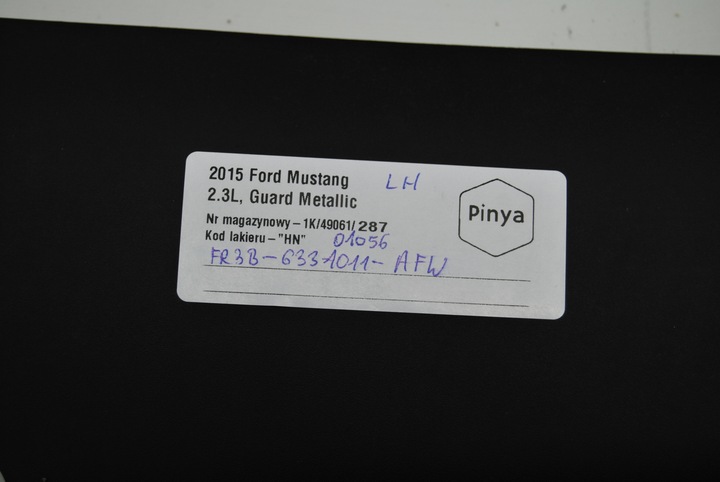 2015 Ford Mustang LH
2.3L, Guard Metallic
Pinya
Nr magazynowy – 1K/49061/287
Kod lakieru – "HN" 01056
FR3B-6331011-AFW